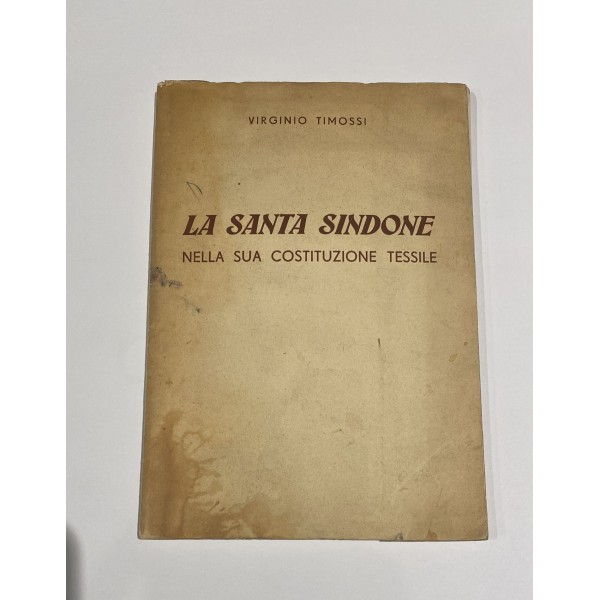 VIRGINIO TIMOSSI
LA SANTA SINDONE
NELLA SUA COSTITUZIONE TESSILE